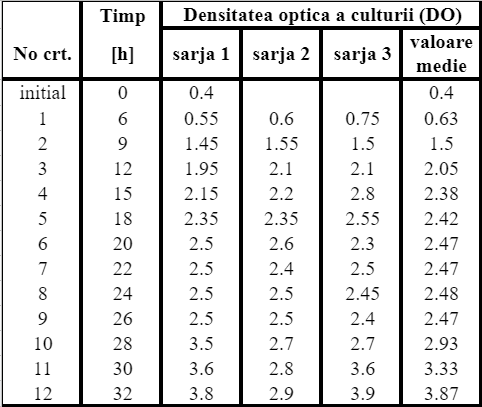 Timp Densitatea optica a culturii (DO)
No crt. [h] sarja 1 sarja 2 sarja 3 valoare medie
initial 0 0.4 0.4
1 6 0.55 0.6 0.75 0.63
2 9 1.45 1.55 1.5 1.5
3 12 1.95 2.1 2.1 2.05
4 15 2.15 2.2 2.8 2.38
5 18 2.35 2.35 2.55 2.42
6 20 2.5 2.6 2.3 2.47
7 22 2.5 2.4 2.5 2.47
8 24 2.5 2.5 2.45 2.48
9 26 2.5 2.5 2.4 2.47
10 28 3.5 2.7 2.7 2.93
11 30 3.6 2.8 3.6 3.33
12 32 3.8 2.9 3.9 3.87